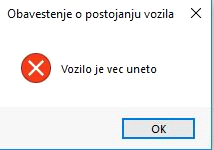 Obavestenje o postojanju vozila
Vozilo je vec uneto
OK